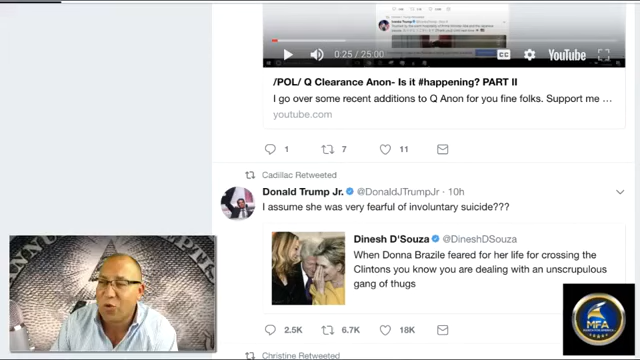 0:25 / 25:00
CC
YouTube
/POL/ Q Clearance Anon- Is it #happening? PART II
I go over some recent additions to Q Anon for you fine folks. Support me ...
youtube.com
1 7 11
Cadillac Retweeted
Donald Trump Jr. @DonaldJTrumpJr · 10h
I assume she was very fearful of involuntary suicide???
Dinesh D'Souza @DineshDSouza
When Donna Brazile feared for her life for crossing the
Clintons you know you are dealing with an unscrupulous
gang of thugs
2.5K 6.7K 18K
Christine Retweeted
MFA